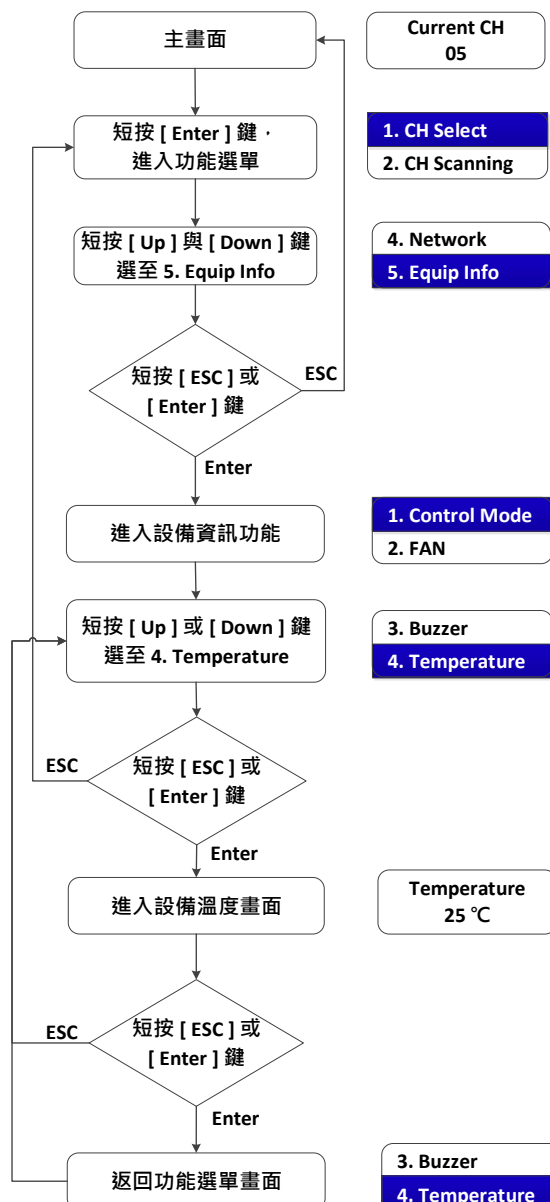 主畫面
Current CH
05
短按 [ Enter ] 鍵，
進入功能選單
1. CH Select
2. CH Scanning
短按 [ Up ] 與 [ Down ] 鍵
選至 5. Equip Info
4. Network
5. Equip Info
短按 [ ESC ] 或
[ Enter ] 鍵
ESC
Enter
進入設備資訊功能
1. Control Mode
2. FAN
短按 [ Up ] 或 [ Down ] 鍵
選至 4. Temperature
3. Buzzer
4. Temperature
ESC
短按 [ ESC ] 或
[ Enter ] 鍵
Enter
進入設備溫度畫面
Temperature
25 ℃
ESC
短按 [ ESC ] 或
[ Enter ] 鍵
Enter
返回功能選單畫面
3. Buzzer
4. Temperature